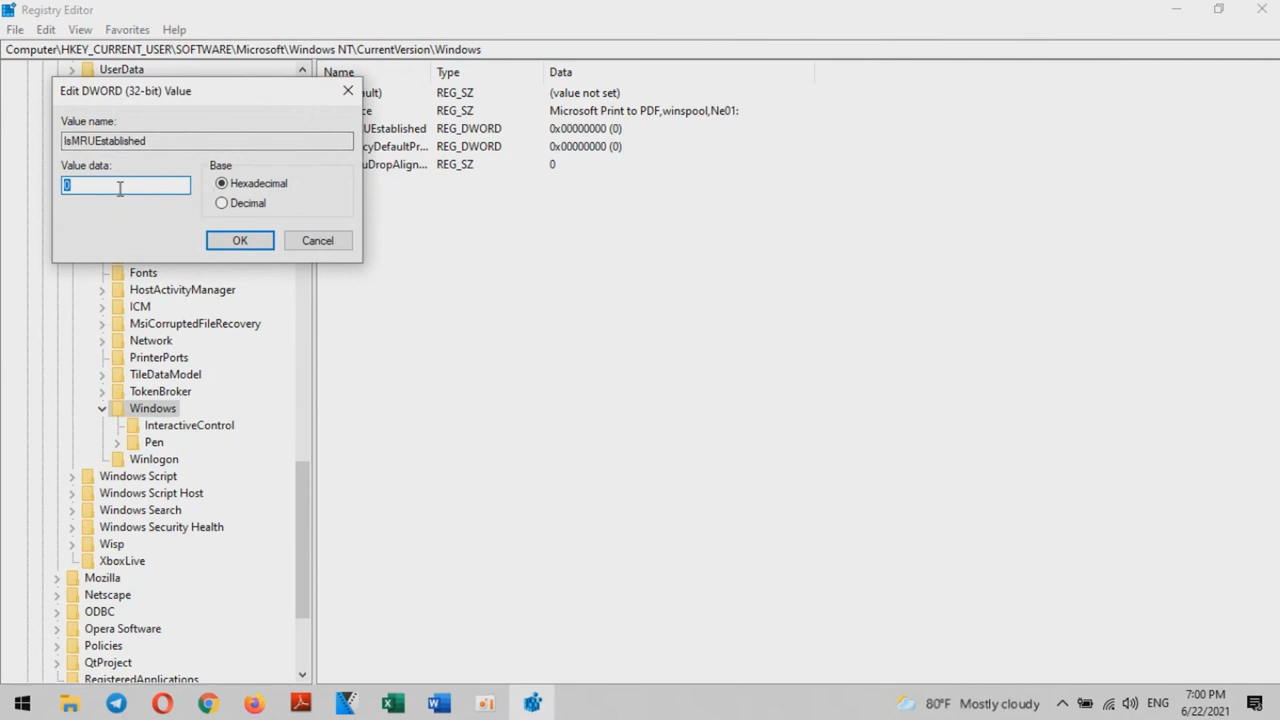 Registry Editor
File Edit View Favorites Help
Computer\HKEY_CURRENT_USER\SOFTWARE\Microsoft\Windows NT\CurrentVersion\Windows
UserData
Edit DWORD (32-bit) Value
Value name:
IsMRUEstablished
Value data:
0
Base
Hexadecimal
Decimal
OK
Cancel
Fonts
HostActivityManager
ICM
MsiCorruptedFileRecovery
Network
PrinterPorts
TileDataModel
TokenBroker
Windows
InteractiveControl
Pen
Winlogon
Windows Script
Windows Script Host
Windows Search
Windows Security Health
Wisp
XboxLive
Mozilla
Netscape
ODBC
Opera Software
Policies
QtProject
RegisteredApplications
Name Type Data
ult) REG_SZ (value not set)
ce REG_SZ Microsoft Print to PDF,winspool,Ne01:
UEstablished REG_DWORD 0x00000000 (0)
cyDefaultPr... REG_DWORD 0x00000000 (0)
uDropAlign... REG_SZ 0
80°F Mostly cloudy
ENG
7:00 PM
6/22/2021